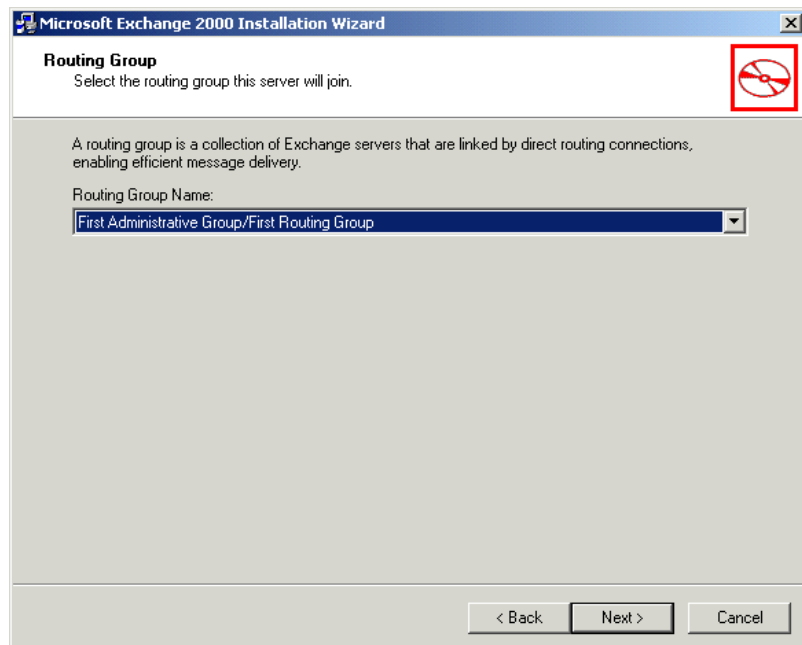 Microsoft Exchange 2000 Installation Wizard
Routing Group
Select the routing group this server will join.
A routing group is a collection of Exchange servers that are linked by direct routing connections,
enabling efficient message delivery.
Routing Group Name:
First Administrative Group/First Routing Group
< Back Next > Cancel